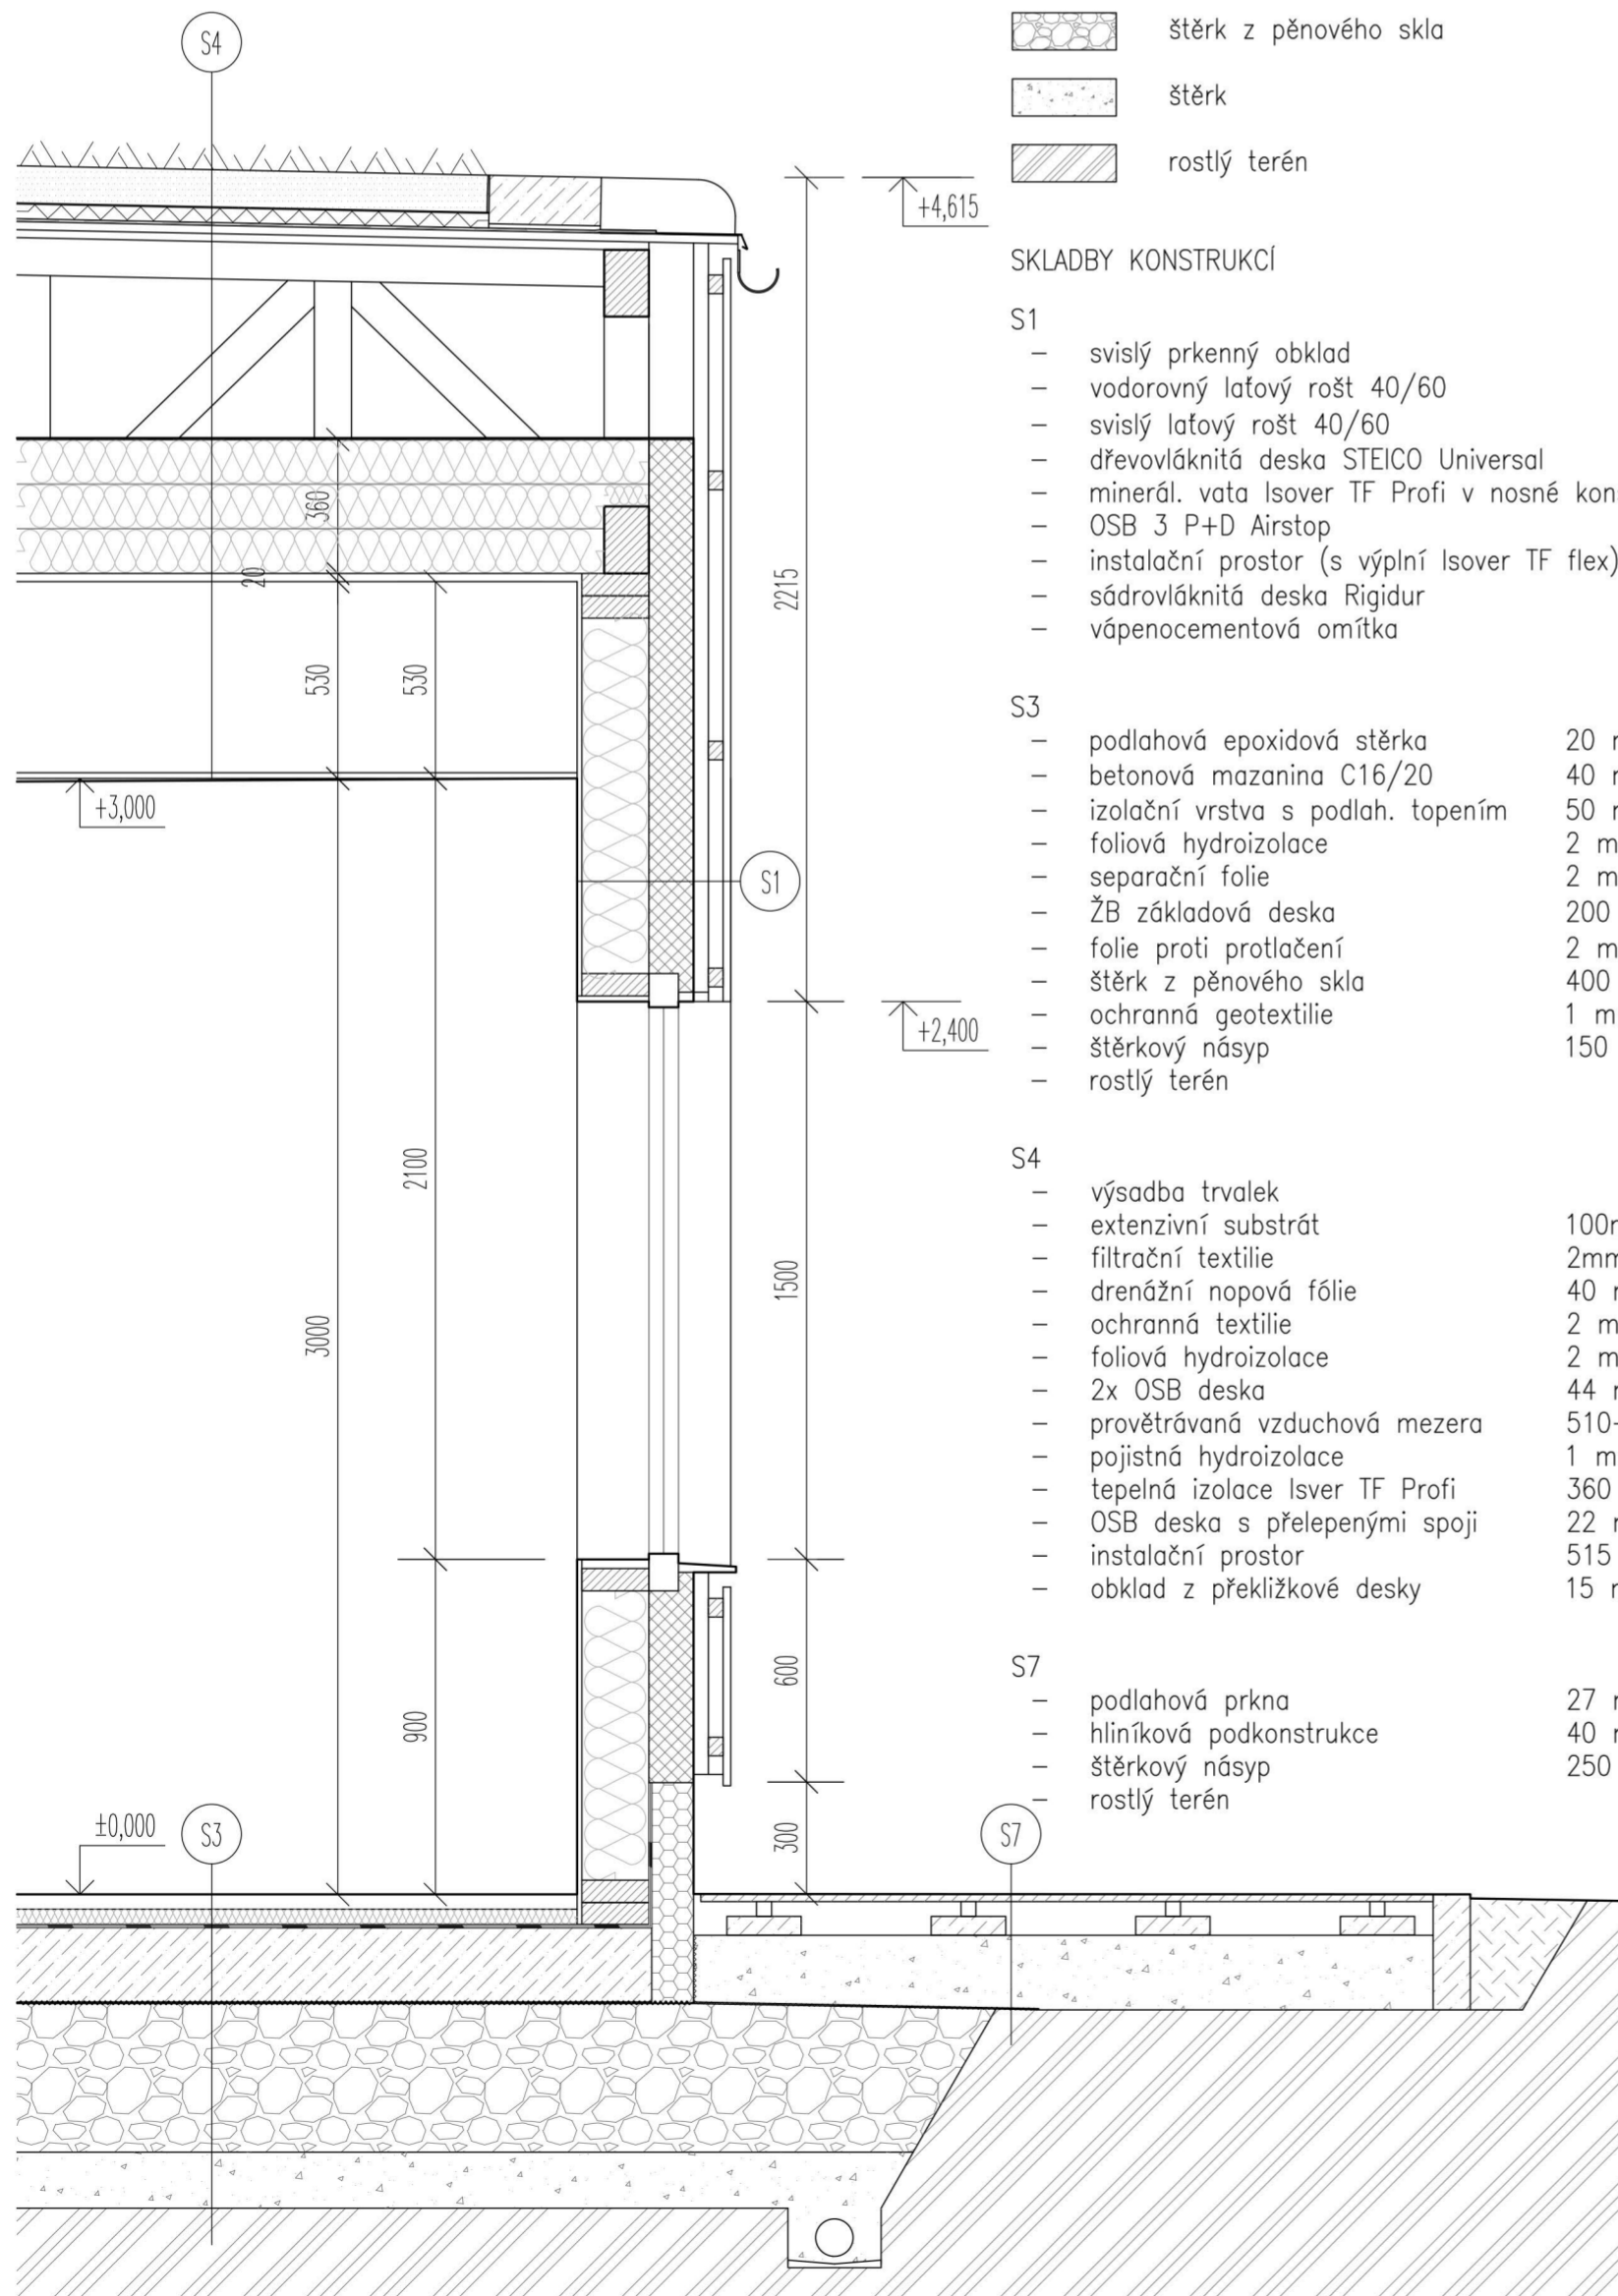 štěrk z pěnového skla
štěrk
rostlý terén
SKLADBY KONSTRUKCÍ
S1
– svislý prkenný obklad
– vodorovný laťový rošt 40/60
– svislý laťový rošt 40/60
– dřevovláknitá deska STEICO Universal
– minerál. vata Isover TF Profi v nosné kon
– OSB 3 P+D Airstop
– instalační prostor (s výplní Isover TF flex)
– sádrovláknitá deska Rigidur
– vápenocementová omítka
S3
– podlahová epoxidová stěrka 20
– betonová mazanina C16/20 40
– izolační vrstva s podlah. topením 50
– foliová hydroizolace 2 m
– separační folie 2 m
– ŽB základová deska 200
– folie proti protlačení 2 m
– štěrk z pěnového skla 400
– ochranná geotextilie 1 m
– štěrkový násyp 150
– rostlý terén
S4
– výsadba trvalek
– extenzivní substrát 100
– filtrační textilie 2mm
– drenážní nopová fólie 40
– ochranná textilie 2 m
– foliová hydroizolace 2 m
– 2x OSB deska 44
– provětrávaná vzduchová mezera 510-
– pojistná hydroizolace 1 m
– tepelná izolace Isver TF Profi 360
– OSB deska s přelepenými spoji 22
– instalační prostor 515
– obklad z překližkové desky 15
S7
– podlahová prkna 27
– hliníková podkonstrukce 40
– štěrkový násyp 250
– rostlý terén
S4
+4,615
360
20
530
530
2215
+3,000
S1
+2,400
2100
1500
3000
900
600
300
±0,000
S3
S7